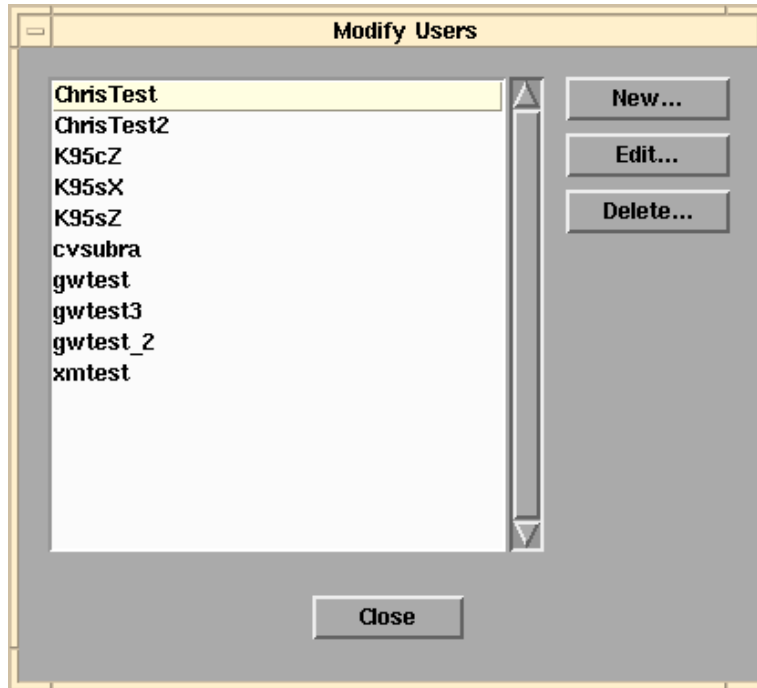 Modify Users
ChrisTest
ChrisTest2
K95cZ
K95sX
K95sZ
cvsubra
gwtest
gwtest3
gwtest_2
xmtest
New...
Edit...
Delete...
Close